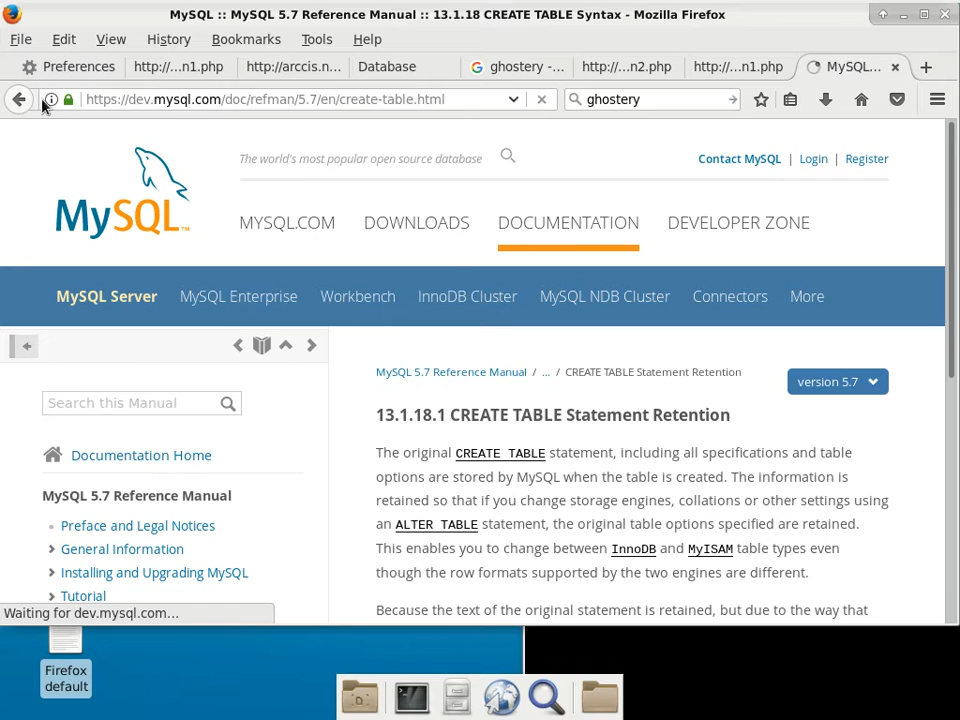 MySQL :: MySQL 5.7 Reference Manual :: 13.1.18 CREATE TABLE Syntax - Mozilla Firefox
File Edit View History Bookmarks Tools Help
Preferences http://...n1.php http://arccis.n... Database ghostery -... http://...n2.php http://...n1.php MySQL...
https://dev.mysql.com/doc/refman/5.7/en/create-table.html ghostery
The world's most popular open source database
Contact MySQL | Login | Register
MySQL™
MYSQL.COM DOWNLOADS DOCUMENTATION DEVELOPER ZONE
MySQL Server MySQL Enterprise Workbench InnoDB Cluster MySQL NDB Cluster Connectors More
MySQL 5.7 Reference Manual / ... / CREATE TABLE Statement Retention
version 5.7
Search this Manual
13.1.18.1 CREATE TABLE Statement Retention
Documentation Home
MySQL 5.7 Reference Manual
Preface and Legal Notices
General Information
Installing and Upgrading MySQL
Tutorial
The original CREATE TABLE statement, including all specifications and table
options are stored by MySQL when the table is created. The information is
retained so that if you change storage engines, collations or other settings using
an ALTER TABLE statement, the original table options specified are retained.
This enables you to change between InnoDB and MyISAM table types even
though the row formats supported by the two engines are different.
Because the text of the original statement is retained, but due to the way that
Waiting for dev.mysql.com...
Firefox
default